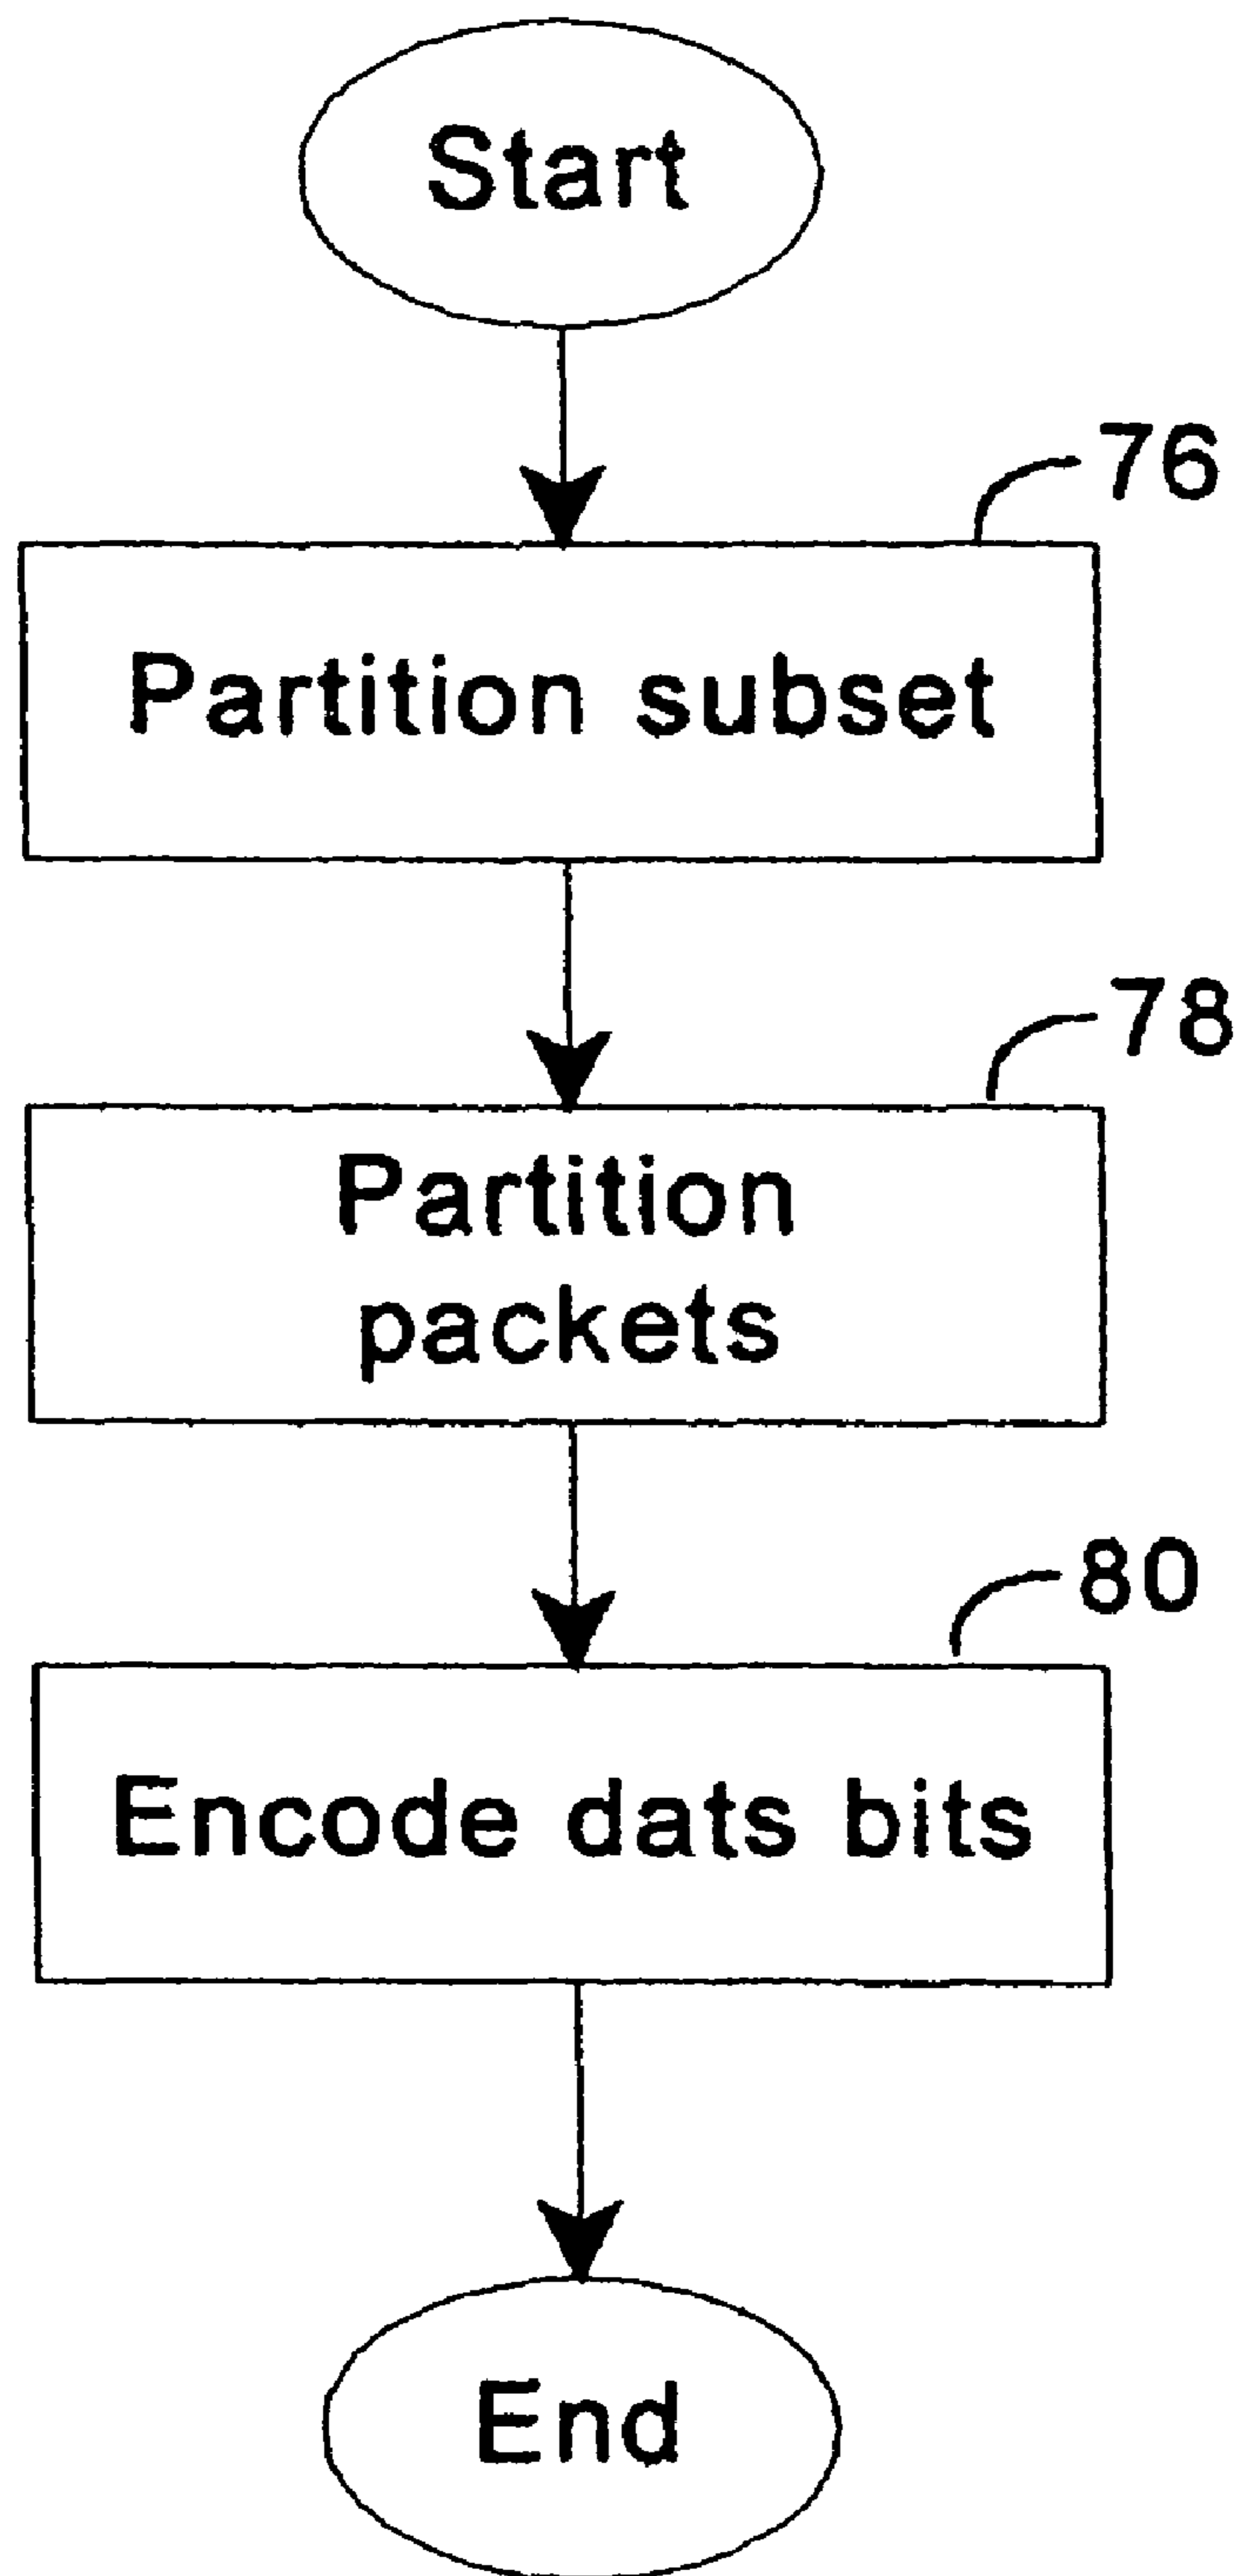 Start
76
Partition subset
78
Partition
packets
80
Encode dats bits
End